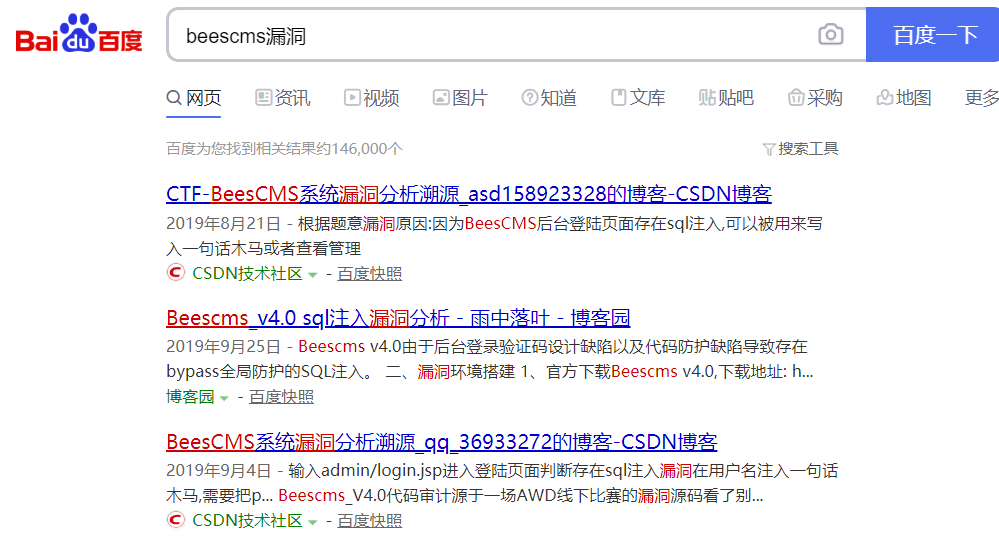 Bai du 百度
beescms漏洞
百度一下
网页 资讯 视频 图片 知道 文库 贴吧 采购 地图 更多
百度为您找到相关结果约146,000个
搜索工具
CTF-BeesCMS系统漏洞分析溯源_asd158923328的博客-CSDN博客
2019年8月21日 - 根据题意漏洞原因:因为BeesCMS后台登陆页面存在sql注入,可以被用来写
入一句话木马或者查看管理
CSDN技术社区 - 百度快照
Beescms_v4.0 sql注入漏洞分析 - 雨中落叶 - 博客园
2019年9月25日 - Beescms v4.0由于后台登录验证码设计缺陷以及代码防护缺陷导致存在
bypass全局防护的SQL注入。 二、漏洞环境搭建 1、官方下载Beescms v4.0,下载地址: h...
博客园 - 百度快照
BeesCMS系统漏洞分析溯源_qq_36933272的博客-CSDN博客
2019年9月4日 - 输入admin/login.jsp进入登陆页面判断存在sql注入漏洞在用户名注入一句话
木马,需要把p... Beescms_V4.0代码审计源于一场AWD线下比赛的漏洞源码看了别...
CSDN技术社区 - 百度快照